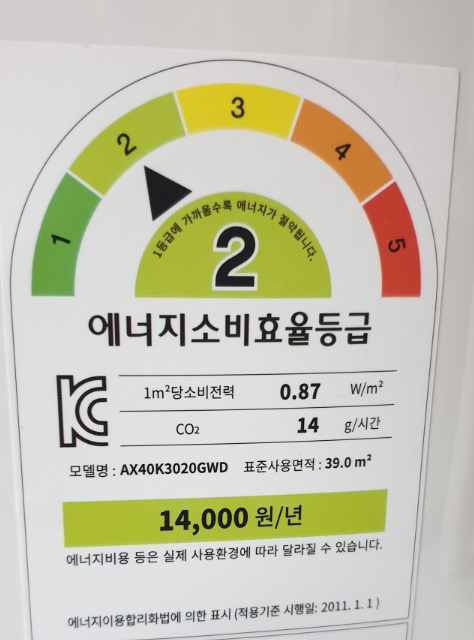 1 2 3 4 5
1등급에 가까울수록 에너지가 절약됩니다.
2
에너지소비효율등급
1m²당소비전력 0.87 W/m²
CO₂ 14 g/시간
모델명 : AX40K3020GWD 표준사용면적 : 39.0 m²
14,000 원/년
에너지비용 등은 실제 사용환경에 따라 달라질 수 있습니다.
에너지이용합리화법에 의한 표시 (적용기준 시행일: 2011. 1. 1 )